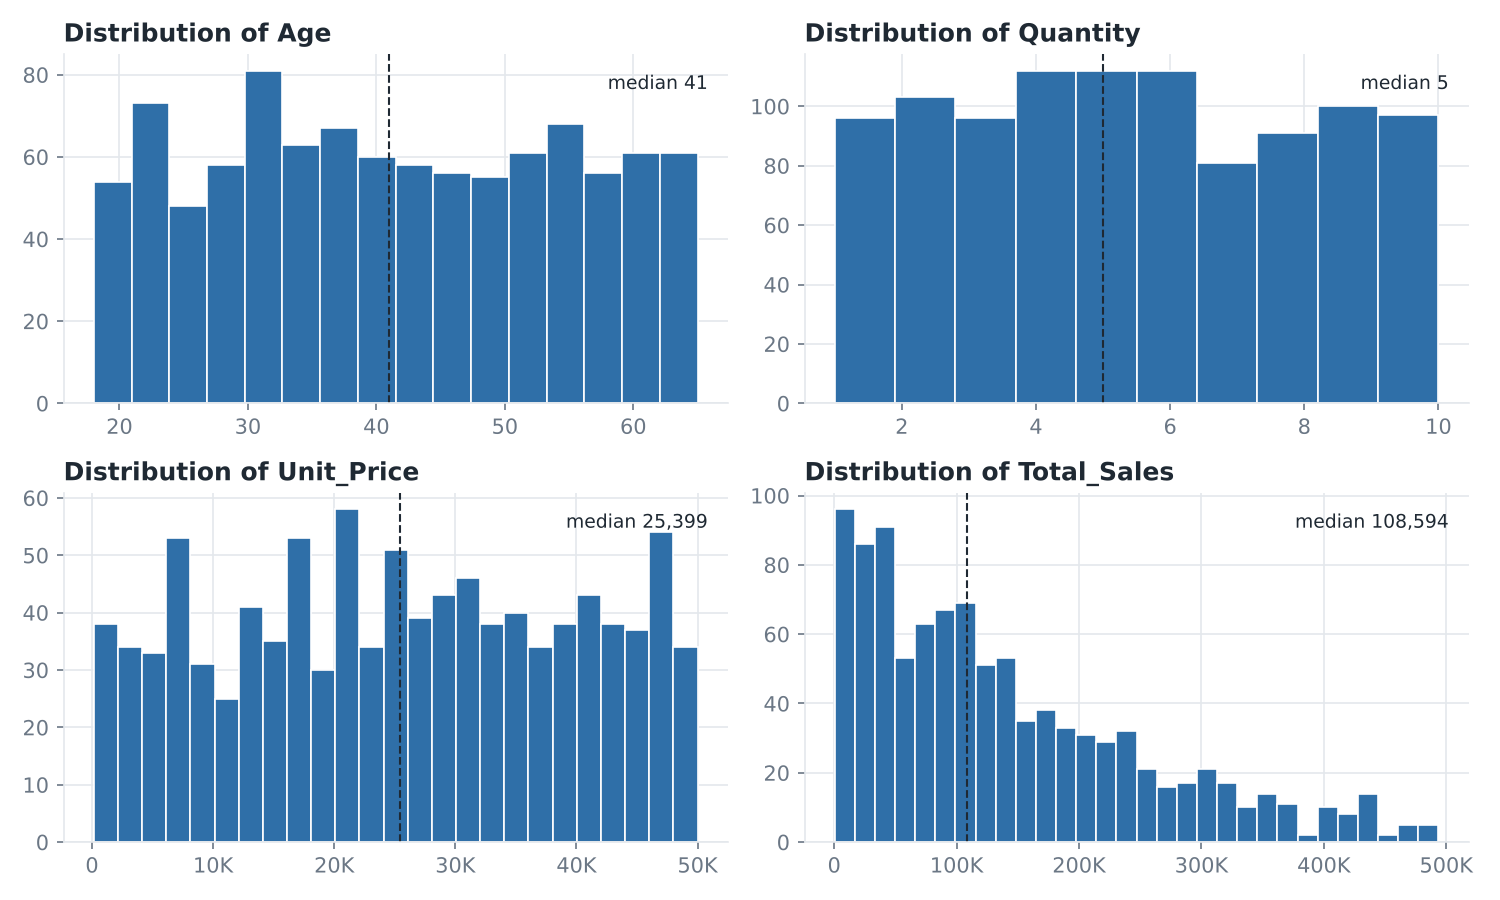 Distribution of Age
median 41
80
60
40
20
0
20 30 40 50 60
Distribution of Quantity
median 5
100
80
60
40
20
0
2 4 6 8 10
Distribution of Unit_Price
median 25,399
60
50
40
30
20
10
0
0 10K 20K 30K 40K 50K
Distribution of Total_Sales
median 108,594
100
80
60
40
20
0
0 100K 200K 300K 400K 500K